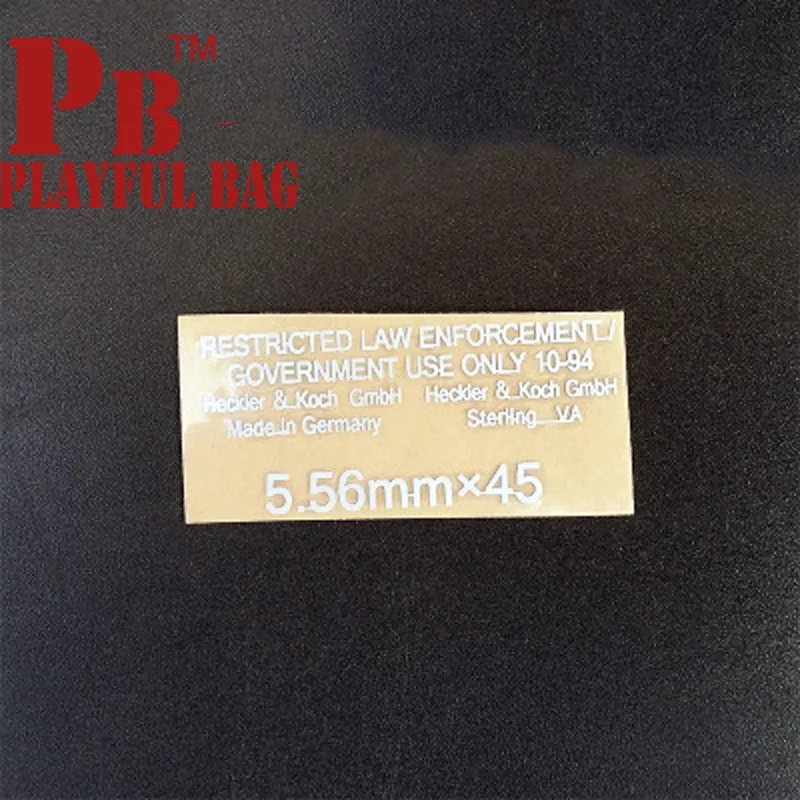 PB™
PLAYFUL BAG
RESTRICTED LAW ENFORCEMENT/
GOVERNMENT USE ONLY 10-94
Heckler & Koch GmbH Heckler & Koch GmbH
Made in Germany Sterling VA
5.56mm×45